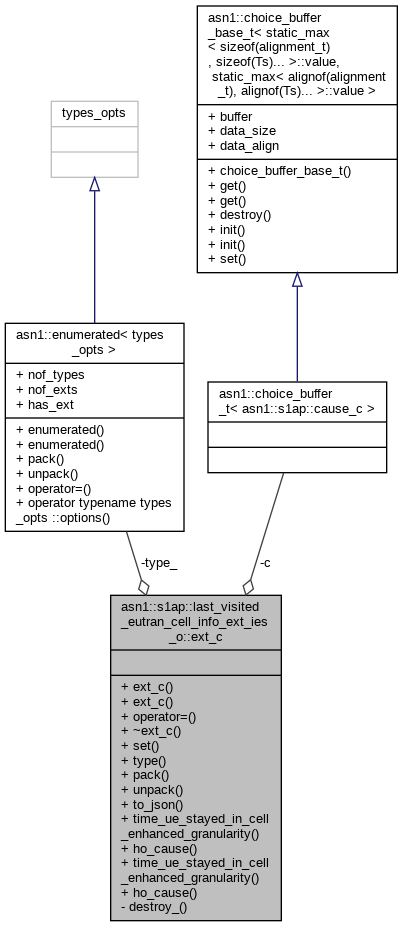 asn1::choice_buffer
_base_t< static_max
< sizeof(alignment_t)
, sizeof(Ts)... >::value,
static_max< alignof(alignment
_t), alignof(Ts)... >::value >
+ buffer
+ data_size
+ data_align
+ choice_buffer_base_t()
+ get()
+ get()
+ destroy()
+ init()
+ init()
+ set()
types_opts
asn1::enumerated< types
_opts >
+ nof_types
+ nof_exts
+ has_ext
+ enumerated()
+ enumerated()
+ pack()
+ unpack()
+ operator=()
+ operator typename types
_opts ::options()
asn1::choice_buffer
_t< asn1::s1ap::cause_c >
-type_
-c
asn1::s1ap::last_visited
_eutran_cell_info_ext_ies
_o::ext_c
+ ext_c()
+ ext_c()
+ operator=()
+ ~ext_c()
+ set()
+ type()
+ pack()
+ unpack()
+ to_json()
+ time_ue_stayed_in_cell
_enhanced_granularity()
+ ho_cause()
+ time_ue_stayed_in_cell
_enhanced_granularity()
+ ho_cause()
- destroy_()